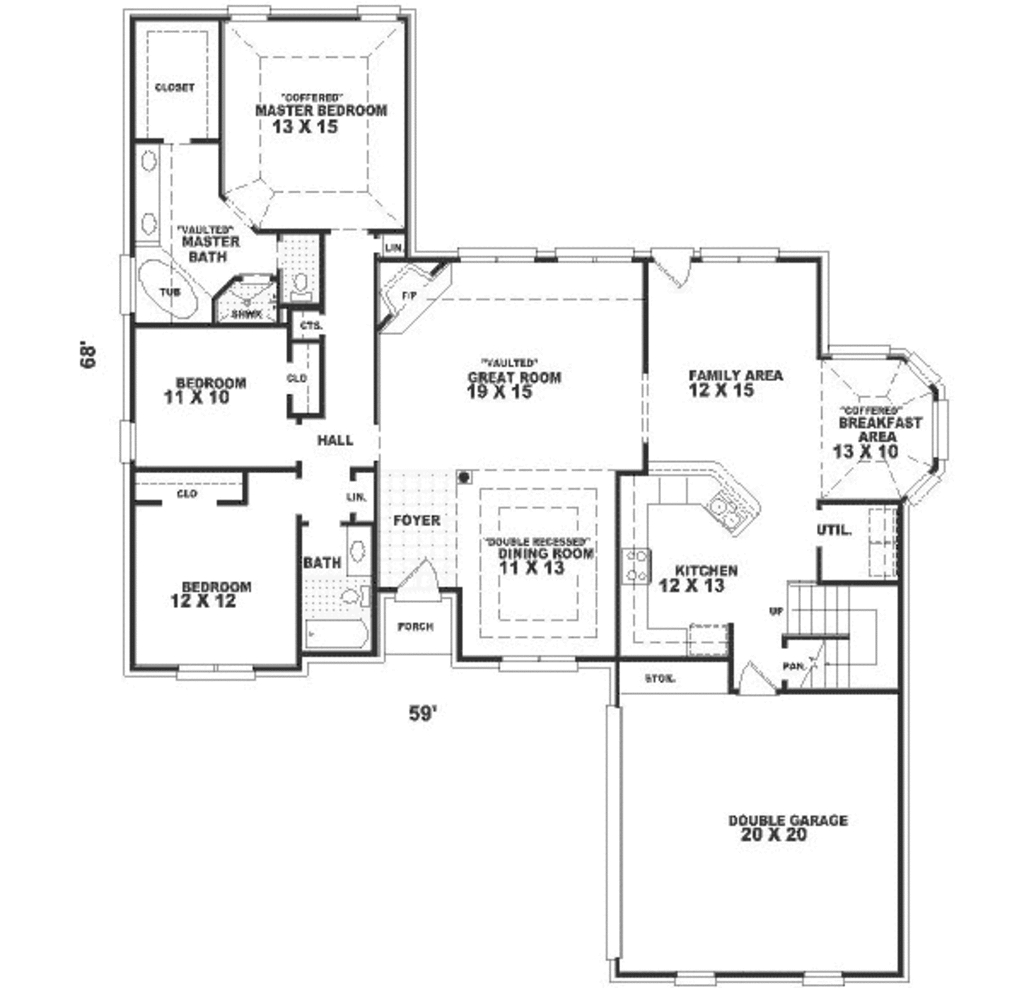 CLOSET
"COFFERED"
MASTER BEDROOM
13 X 15
"VAULTED"
MASTER
BATH
LIN.
TUB
SHWR
CTS.
F/P
68'
BEDROOM
11 X 10
CLO
"VAULTED"
GREAT ROOM
19 X 15
FAMILY AREA
12 X 15
"COFFERED"
BREAKFAST
AREA
13 X 10
HALL
CLO
LIN.
FOYER
"DOUBLE RECESSED"
DINING ROOM
11 X 13
UTIL.
BATH
KITCHEN
12 X 13
BEDROOM
12 X 12
UP
PORCH
PAN.
STOR.
59'
DOUBLE GARAGE
20 X 20